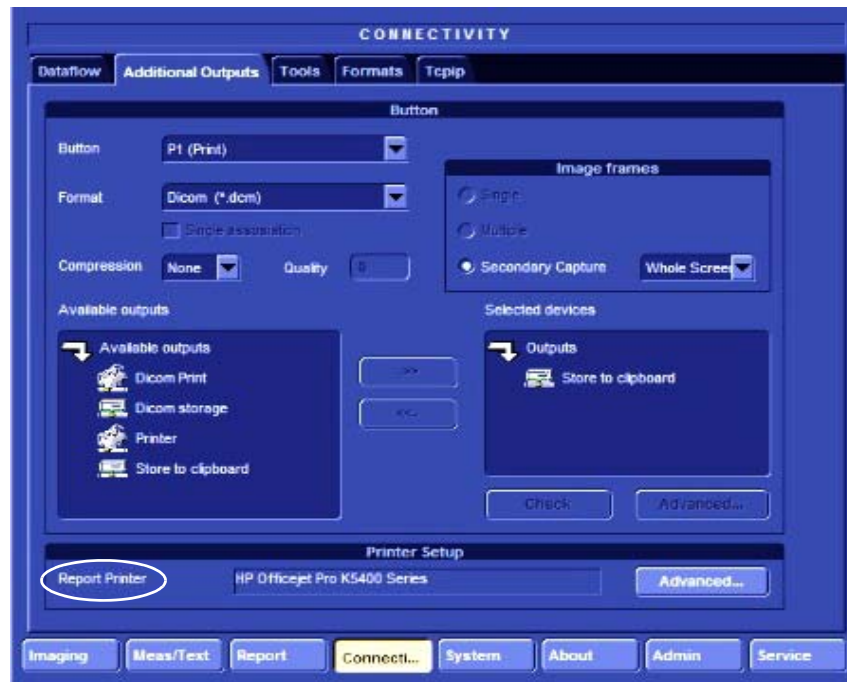 CONNECTIVITY
Dataflow Additional Outputs Tools Formats Tcpip
Button
Button P1 (Print)
Image frames
Format Dicom (*.dcm)
Single
Single association
Multiple
Compression None Quality 0
Secondary Capture Whole Screen
Available outputs
Selected devices
Available outputs
Outputs
Dicom Print
Store to clipboard
Dicom storage
Printer
Store to clipboard
>>
<<
Check Advanced...
Printer Setup
Report Printer HP Officejet Pro K5400 Series Advanced...
Imaging Meas/Text Report Connecti... System About Admin Service